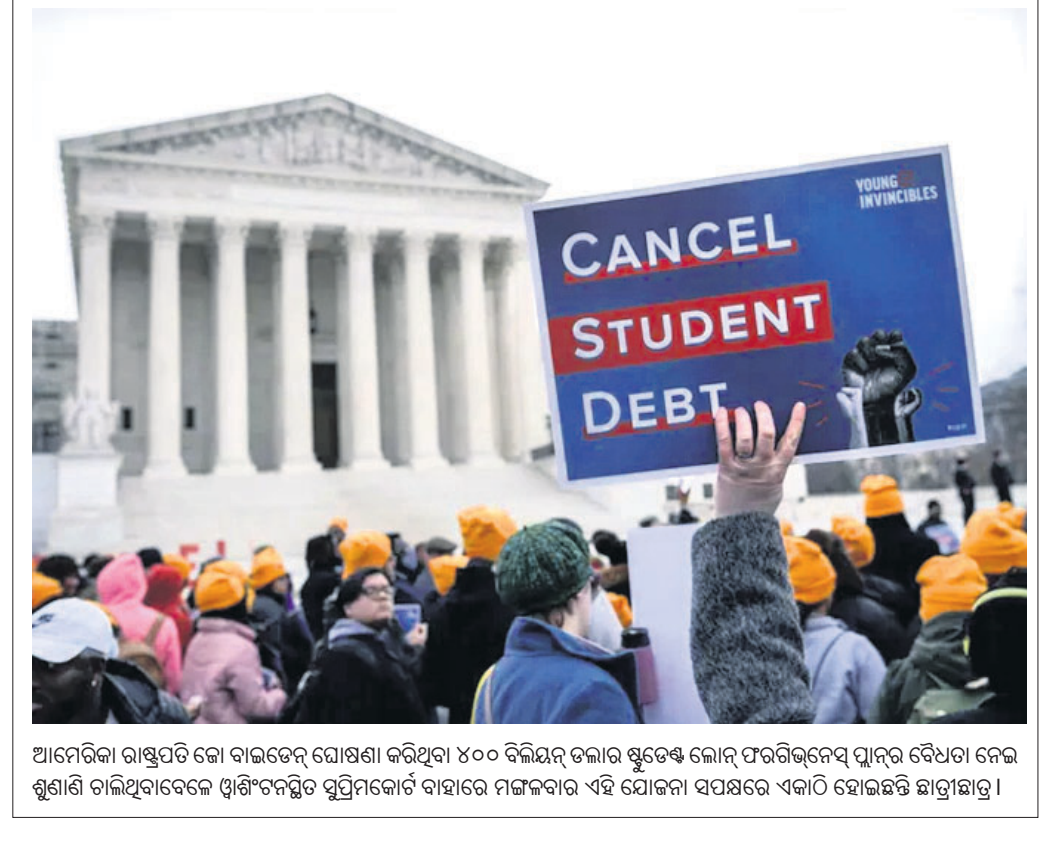 YOUNG
INVINCIBLES
CANCEL
STUDENT
DEBT
ଆମେରିକା ରାଷ୍ଟ୍ରପତି ଜୋ ବାଇଡେନ୍ ଘୋଷଣା କରିଥିବା ୪୦୦ ବିଲିୟନ୍ ଡଲାର ଷ୍ଟୁଡେଣ୍ଟ ଲୋନ୍ ଫରଗିଭ୍‌ନେସ୍ ପ୍ଲାନ୍‌ର ବୈଧତା ନେଇ
ଶୁଣାଣି ଚାଲିଥିବାବେଳେ ୱାଶିଂଟନସ୍ଥିତ ସୁପ୍ରିମକୋର୍ଟ ବାହାରେ ମଙ୍ଗଳବାର ଏହି ଯୋଜନା ସପକ୍ଷରେ ଏକାଠି ହୋଇଛନ୍ତି ଛାତ୍ରୀଛାତ୍ର।